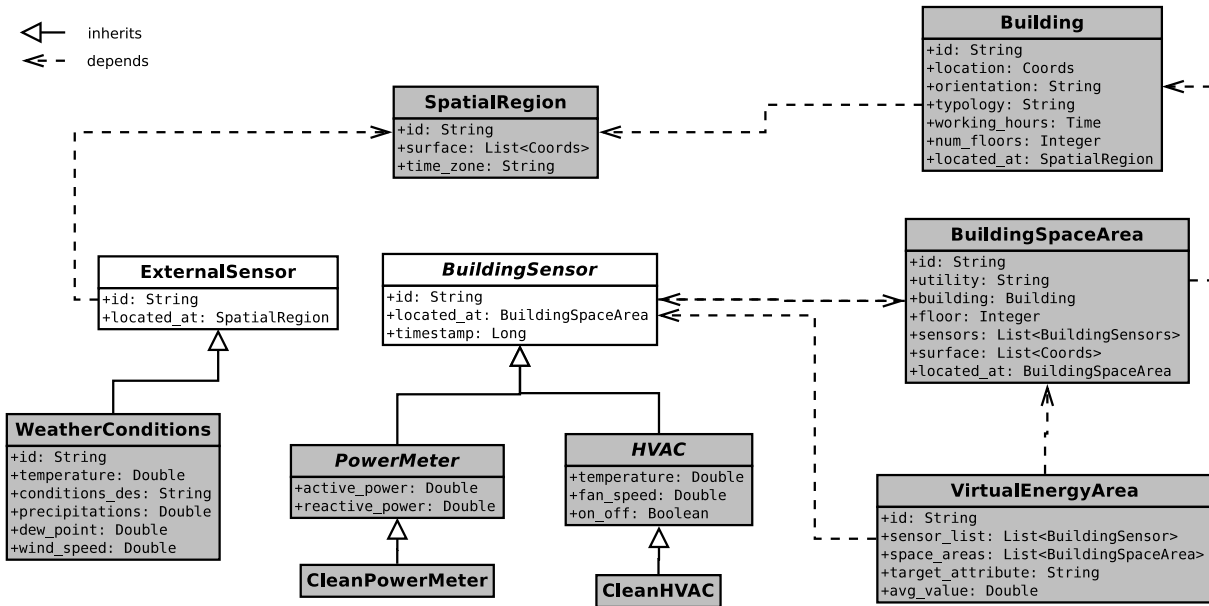 inherits
depends
Building
+id: String
+location: Coords
+orientation: String
+typology: String
+working_hours: Time
+num_floors: Integer
+located_at: SpatialRegion
SpatialRegion
+id: String
+surface: List<Coords>
+time_zone: String
ExternalSensor
+id: String
+located_at: SpatialRegion
BuildingSensor
+id: String
+located_at: BuildingSpaceArea
+timestamp: Long
BuildingSpaceArea
+id: String
+utility: String
+building: Building
+floor: Integer
+sensors: List<BuildingSensors>
+surface: List<Coords>
+located_at: BuildingSpaceArea
WeatherConditions
+id: String
+temperature: Double
+conditions_des: String
+precipitations: Double
+dew_point: Double
+wind_speed: Double
PowerMeter
+active_power: Double
+reactive_power: Double
HVAC
+temperature: Double
+fan_speed: Double
+on_off: Boolean
VirtualEnergyArea
+id: String
+sensor_list: List<BuildingSensor>
+space_areas: List<BuildingSpaceArea>
+target_attribute: String
+avg_value: Double
CleanPowerMeter
CleanHVAC